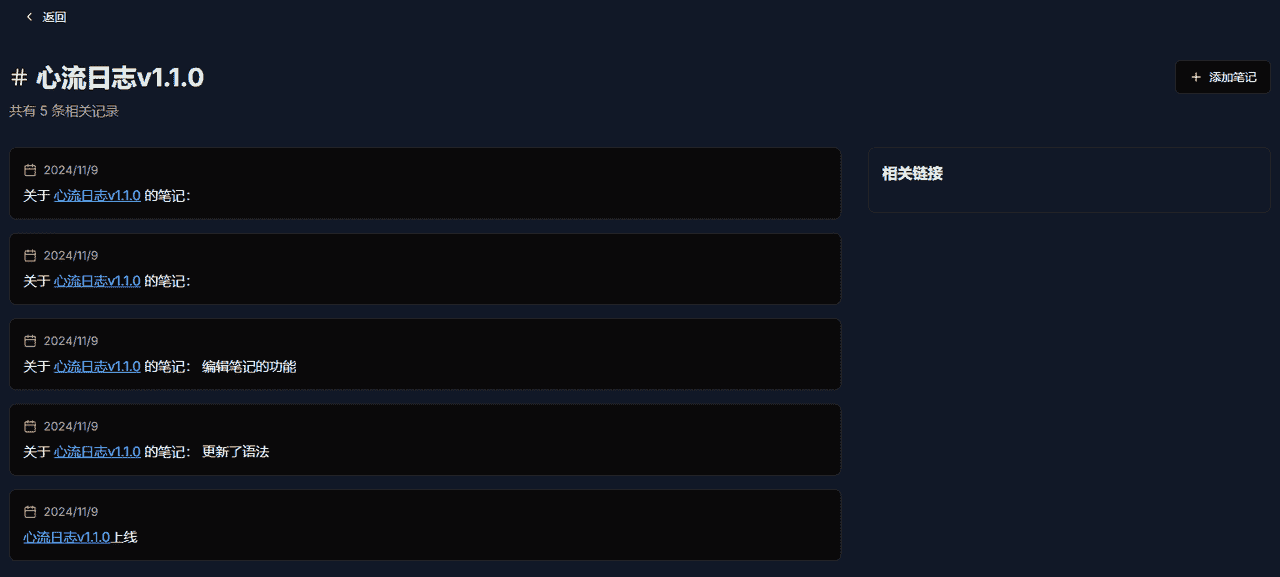 返回
# 心流日志v1.1.0
添加笔记
共有 5 条相关记录
2024/11/9
关于 心流日志v1.1.0 的笔记：
2024/11/9
关于 心流日志v1.1.0 的笔记：
2024/11/9
关于 心流日志v1.1.0 的笔记： 编辑笔记的功能
2024/11/9
关于 心流日志v1.1.0 的笔记： 更新了语法
2024/11/9
心流日志v1.1.0上线
相关链接